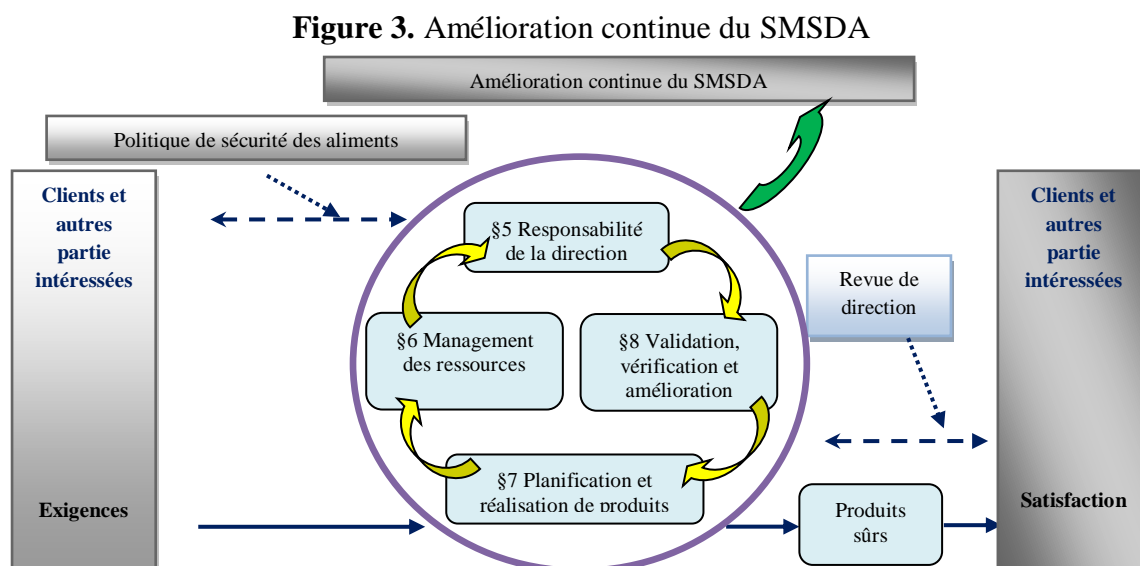 Figure 3. Amélioration continue du SMSDA
Amélioration continue du SMSDA
Politique de sécurité des aliments
Clients et
autres
partie
intéressées
Exigences
§5 Responsabilité
de la direction
§6 Management
des ressources
§8 Validation,
vérification et
amélioration
§7 Planification et
réalisation de produits
Revue de
direction
Produits
sûrs
Clients et
autres
partie
intéressées
Satisfaction